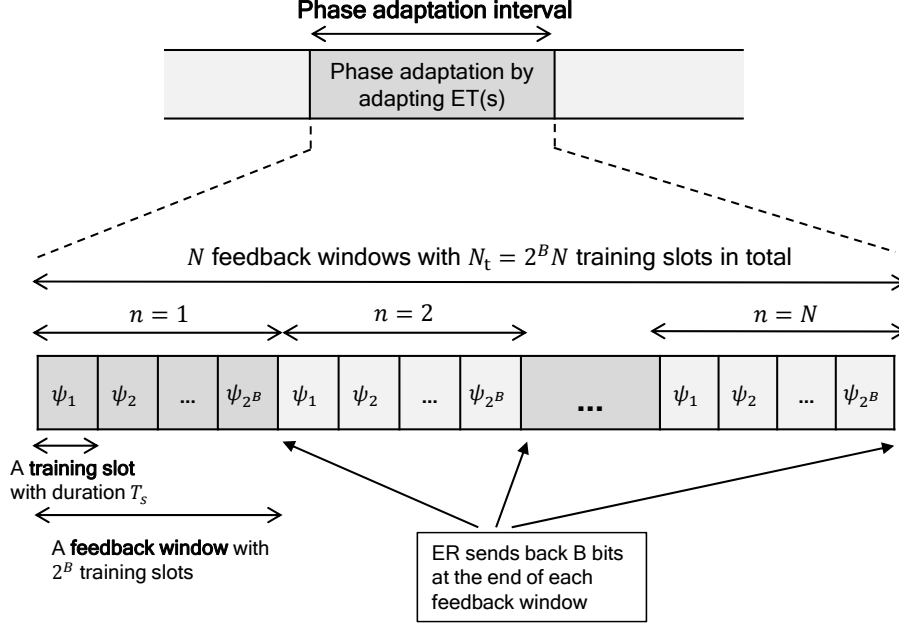 Phase adaptation interval
Phase adaptation by
adapting ET(s)
N feedback windows with N_t = 2^B N training slots in total
n = 1
n = 2
n = N
ψ_1 ψ_2 ... ψ_{2^B} ψ_1 ψ_2 ... ψ_{2^B} ... ψ_1 ψ_2 ... ψ_{2^B}
A training slot
with duration T_s
A feedback window with
2^B training slots
ER sends back B bits
at the end of each
feedback window